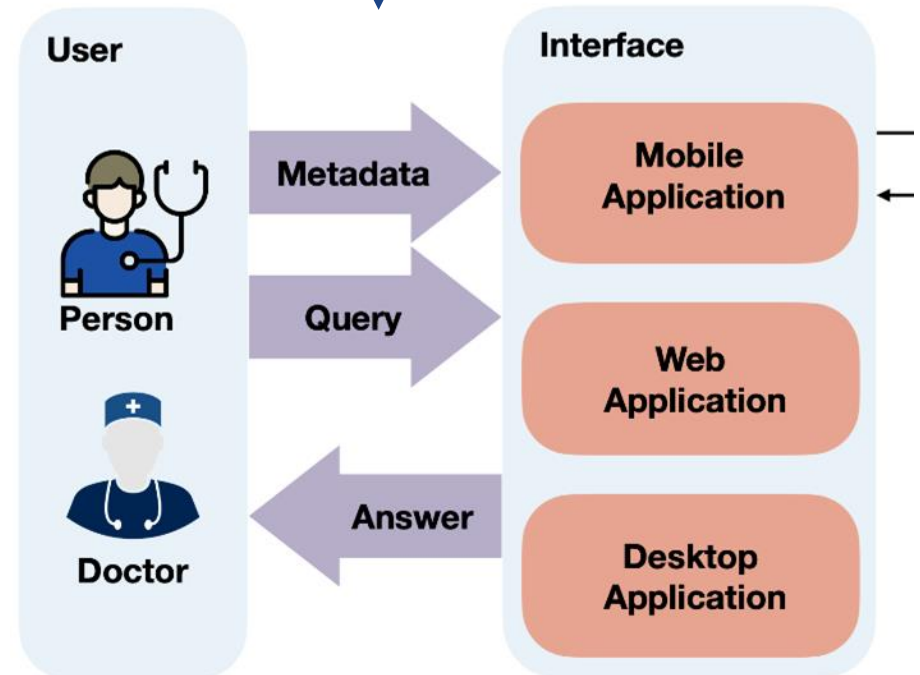 User
Person
Doctor
Metadata
Query
Answer
Interface
Mobile
Application
Web
Application
Desktop
Application